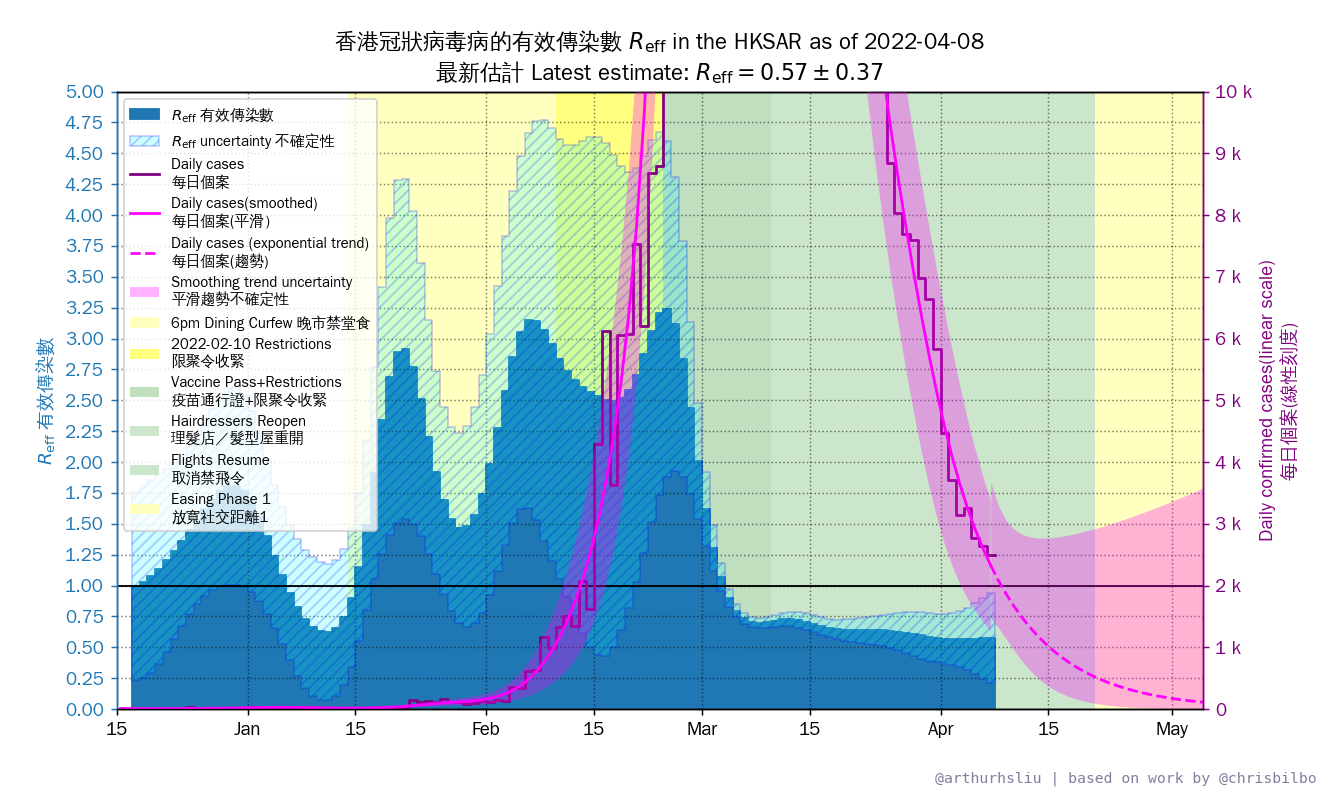 香港冠狀病毒病的有效傳染數 Reff in the HKSAR as of 2022-04-08
最新估計 Latest estimate: Reff = 0.57 ± 0.37
Reff 有效傳染數
Reff uncertainty 不確定性
Daily cases
每日個案
Daily cases(smoothed)
每日個案(平滑)
Daily cases (exponential trend)
每日個案(趨勢)
Smoothing trend uncertainty
平滑趨勢不確定性
6pm Dining Curfew 晚市禁堂食
2022-02-10 Restrictions
限聚令收緊
Vaccine Pass+Restrictions
疫苗通行證+限聚令收緊
Hairdressers Reopen
理髮店／髮型屋重開
Flights Resume
取消禁飛令
Easing Phase 1
放寬社交距離1
Reff 有效傳染數
5.00
4.75
4.50
4.25
4.00
3.75
3.50
3.25
3.00
2.75
2.50
2.25
2.00
1.75
1.50
1.25
1.00
0.75
0.50
0.25
0.00
10 k
9 k
8 k
7 k
6 k
5 k
4 k
3 k
2 k
1 k
0
Daily confirmed cases(linear scale)
每日個案(線性刻度)
15 Jan 15 Feb 15 Mar 15 Apr 15 May
@arthurhsliu | based on work by @chrisbilbo